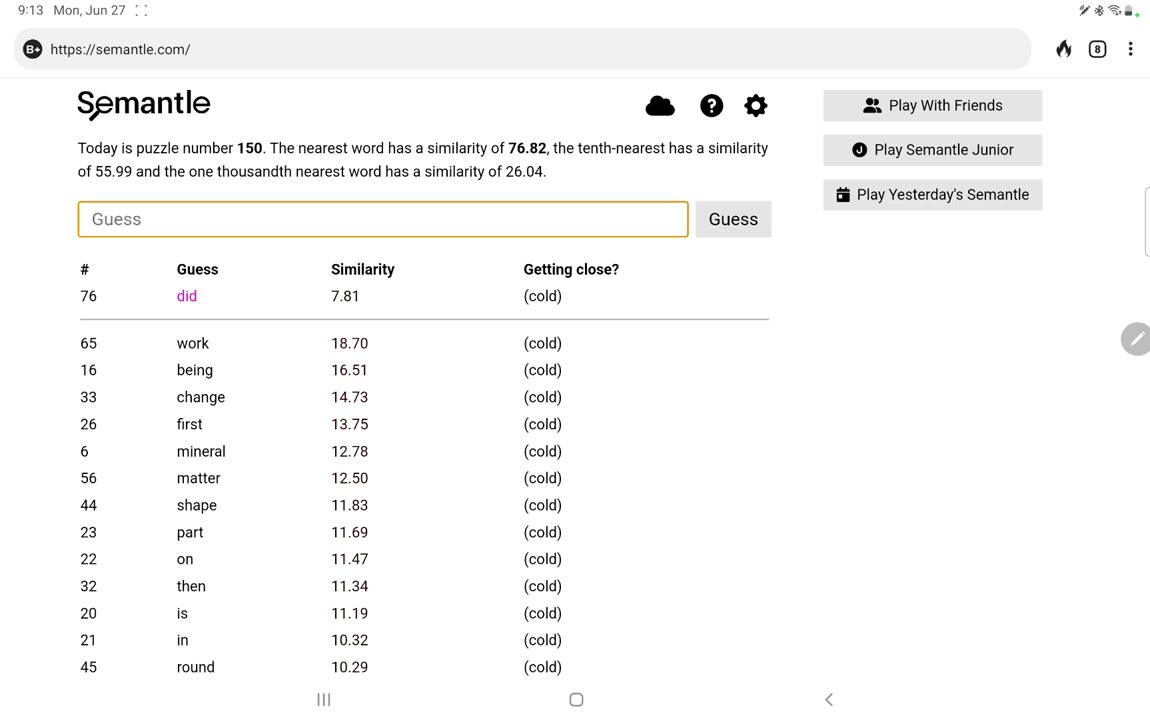 9:13 Mon, Jun 27
B+ https://semantle.com/ 8
Semantle
? Play With Friends
Today is puzzle number 150. The nearest word has a similarity of 76.82, the tenth-nearest has a similarity
of 55.99 and the one thousandth nearest word has a similarity of 26.04.
J Play Semantle Junior
Play Yesterday's Semantle
Guess Guess
# Guess Similarity Getting close?
76 did 7.81 (cold)
65 work 18.70 (cold)
16 being 16.51 (cold)
33 change 14.73 (cold)
26 first 13.75 (cold)
6 mineral 12.78 (cold)
56 matter 12.50 (cold)
44 shape 11.83 (cold)
23 part 11.69 (cold)
22 on 11.47 (cold)
32 then 11.34 (cold)
20 is 11.19 (cold)
21 in 10.32 (cold)
45 round 10.29 (cold)